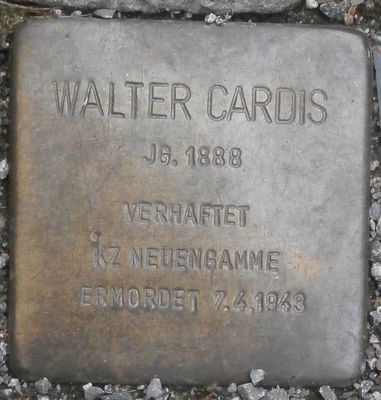 WALTER CARDIS
JG. 1888
VERHAFTET
KZ NEUENGAMME
ERMORDET 7.4.1943